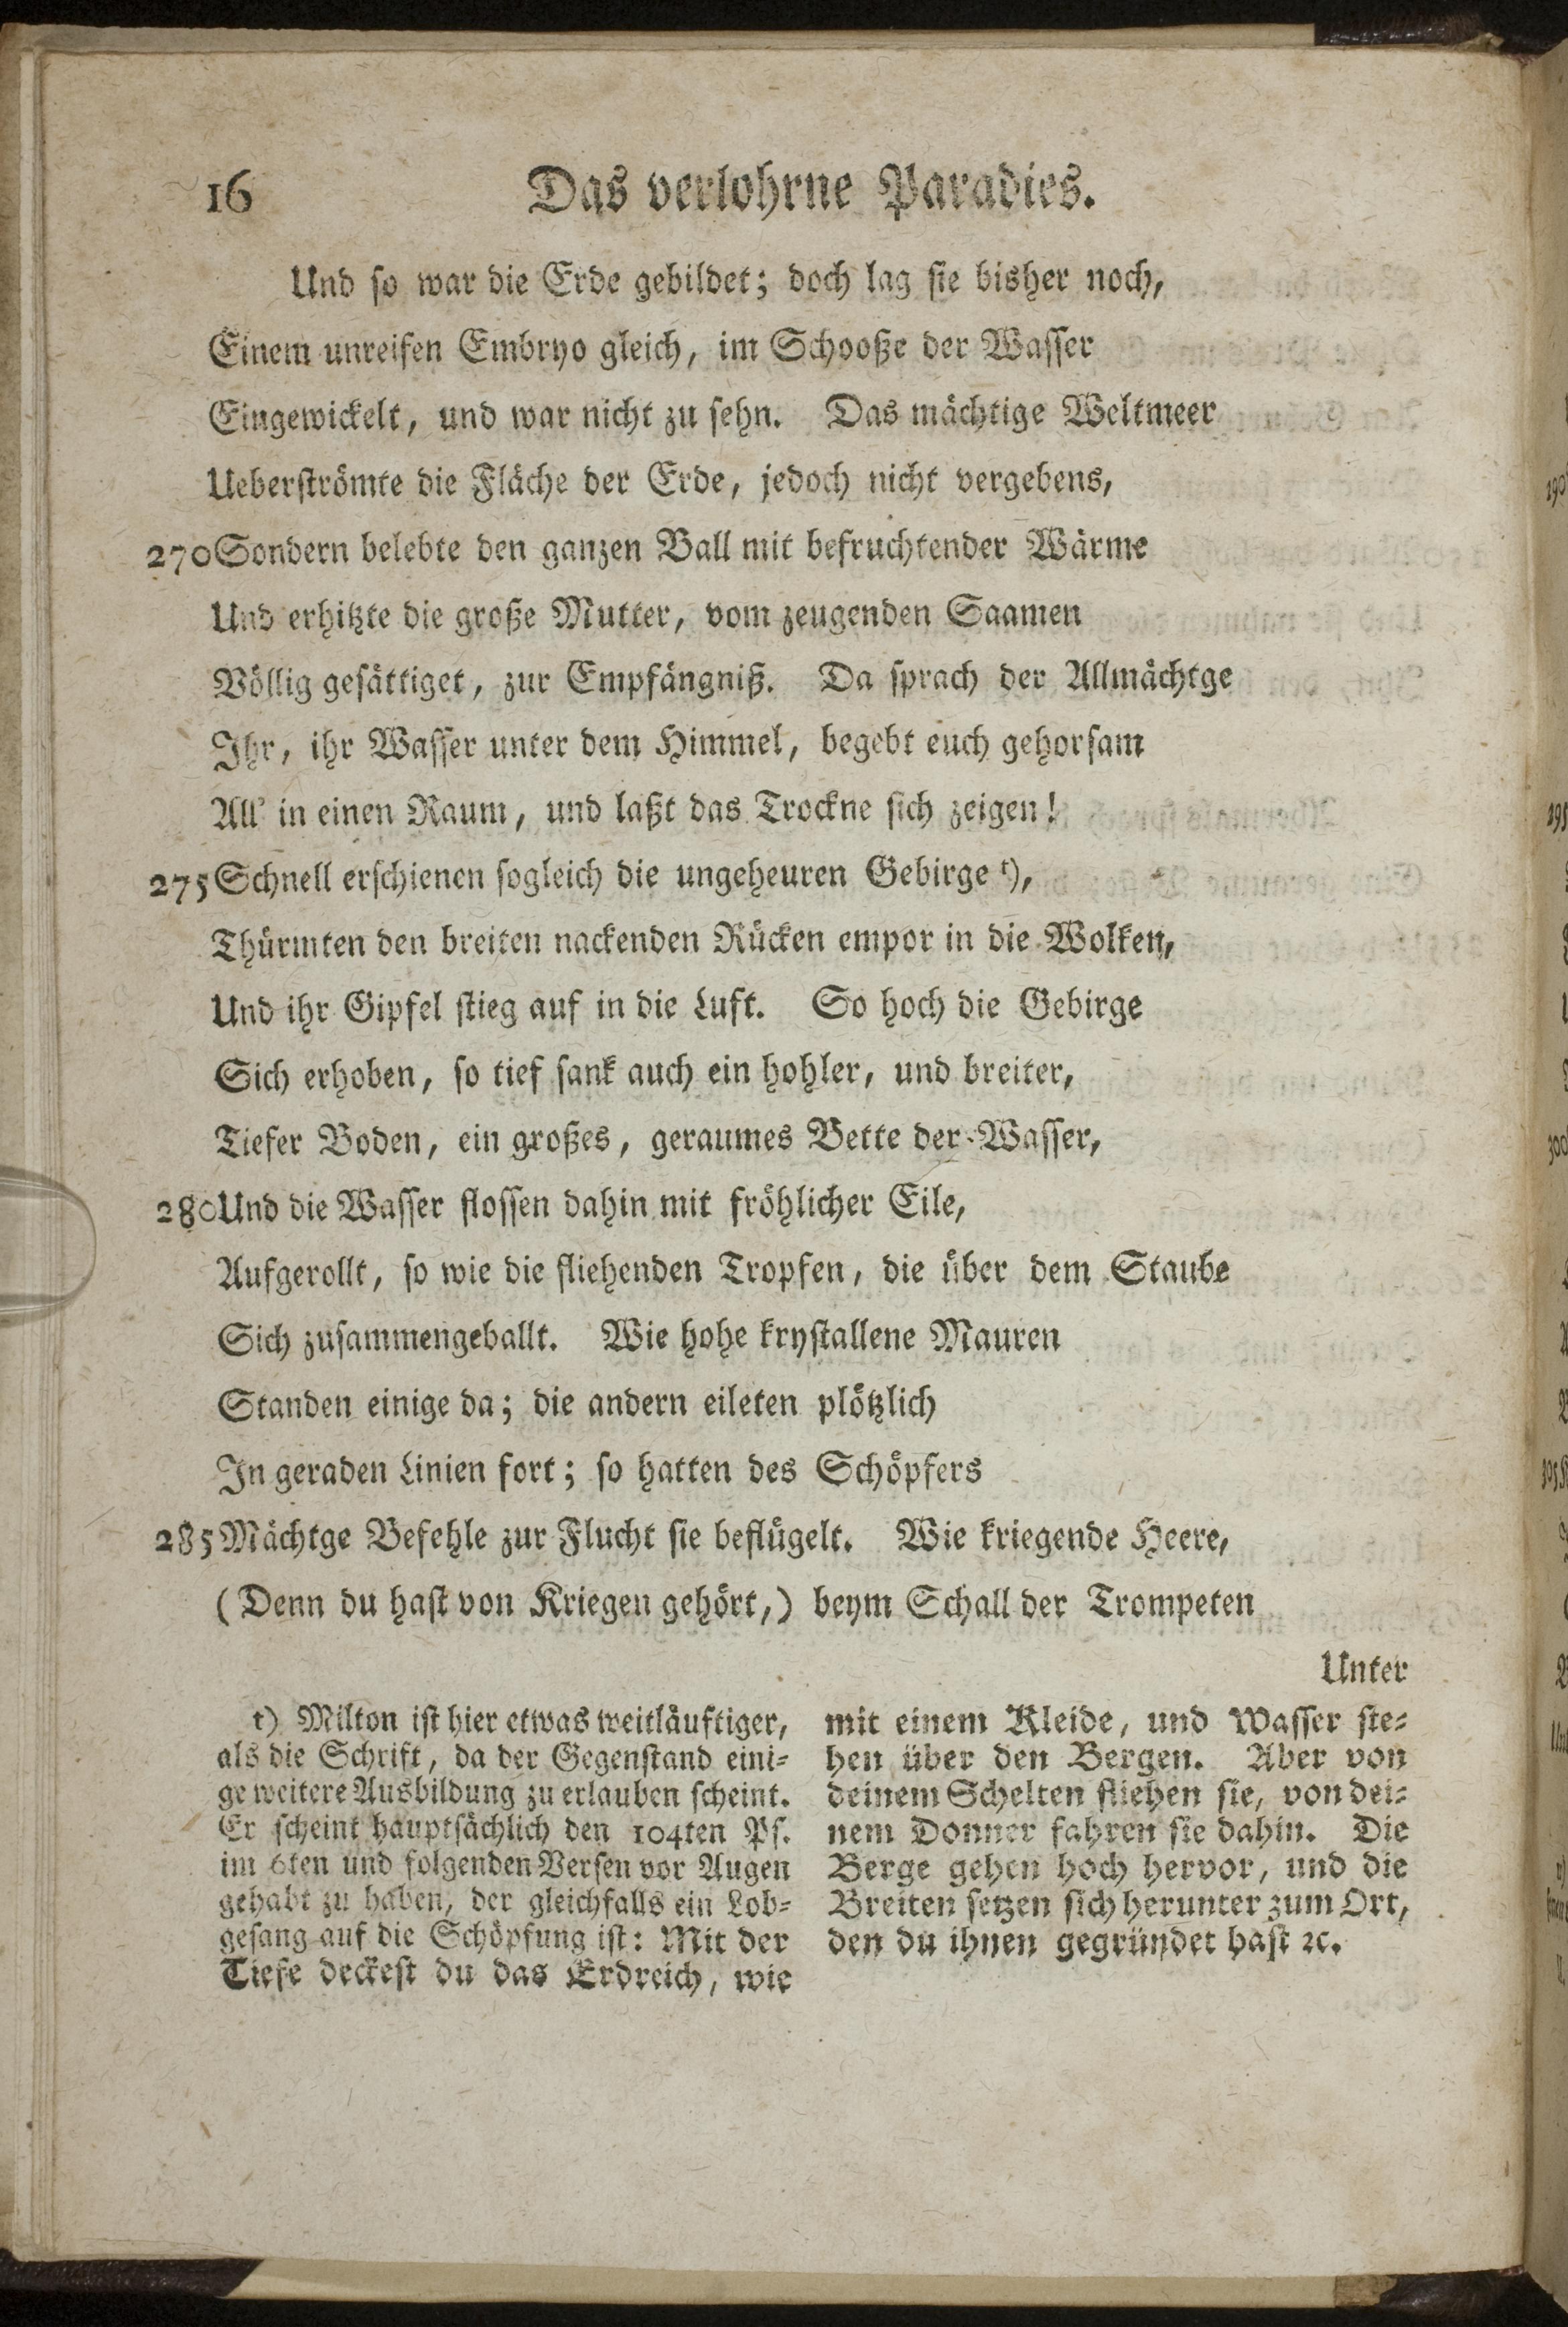 16 Das verlohrne Paradies.
Und so war die Erde gebildet; doch lag sie bisher noch,
Einem unreifen Embryo gleich, im Schooße der Wasser
Eingewickelt, und war nicht zu sehn. Das mächtige Weltmeer
Ueberströmte die Fläche der Erde, jedoch nicht vergebens,
270 Sondern belebte den ganzen Ball mit befruchtender Wärme
Und erhitzte die große Mutter, vom zeugenden Saamen
Völlig gesättiget, zur Empfängniß. Da sprach der Allmächtge
Ihr, ihr Wasser unter dem Himmel, begebt euch gehorsam
All' in einen Raum, und laßt das Trockne sich zeigen!
275 Schnell erschienen sogleich die ungeheuren Gebirge t),
Thürmten den breiten nackenden Rücken empor in die Wolken,
Und ihr Gipfel stieg auf in die Luft. So hoch die Gebirge
Sich erhoben, so tief sank auch ein hohler, und breiter,
Tiefer Boden, ein großes, geraumes Bette der Wasser,
280 Und die Wasser flossen dahin mit fröhlicher Eile,
Aufgerollt, so wie die fliehenden Tropfen, die über dem Staube
Sich zusammengeballt. Wie hohe krystallene Mauren
Standen einige da; die andern eileten plötzlich
In geraden Linien fort; so hatten des Schöpfers
285 Mächtge Befehle zur Flucht sie beflügelt. Wie kriegende Heere,
(Denn du hast von Kriegen gehört,) beym Schall der Trompeten
Unter
t) Milton ist hier etwas weitläuftiger,
als die Schrift, da der Gegenstand eini-
ge weitere Ausbildung zu erlauben scheint.
Er scheint hauptsächlich den 104ten Ps.
im 6ten und folgenden Versen vor Augen
gehabt zu haben, der gleichfalls ein Lob-
gesang auf die Schöpfung ist: Mit der
Tiefe deckest du das Erdreich, wie
mit einem Kleide, und Wasser ste-
hen über den Bergen. Aber von
deinem Schelten fliehen sie, von dei-
nem Donner fahren sie dahin. Die
Berge gehen hoch hervor, und die
Breiten setzen sich herunter zum Ort,
den du ihnen gegründet hast ꝛc.